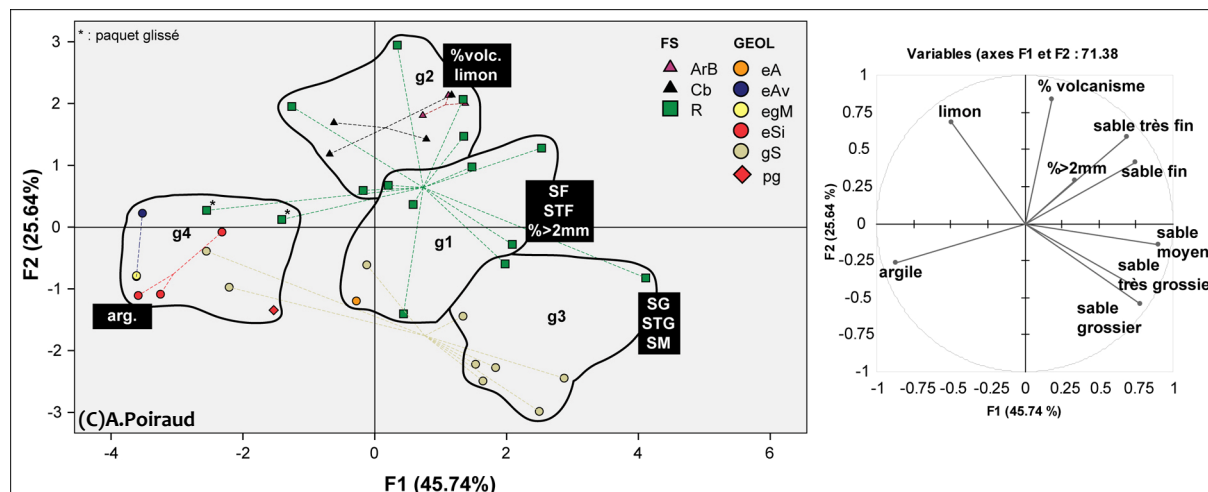 * : paquet glissé
FS
GEOL
ArB
Cb
R
eA
eAv
egM
eSi
gS
pg
g2
%volc.
limon
*
*
g4
SF
STF
%>2mm
g1
arg.
g3
SG
STG
SM
(C)A.Poiraud
3
2
1
0
-1
-2
-3
F2 (25.64%)
-4
-2
0
2
4
6
F1 (45.74%)
Variables (axes F1 et F2 : 71.38
limon
% volcanisme
sable très fin
%>2mm
sable fin
argile
sable
moyen
sable
très grossie
sable
grossier
1
0.75
0.5
0.25
0
-0.25
-0.5
-0.75
-1
F2 (25.64 %)
-1
-0.75
-0.5
-0.25
0
0.25
0.5
0.75
1
F1 (45.74 %)